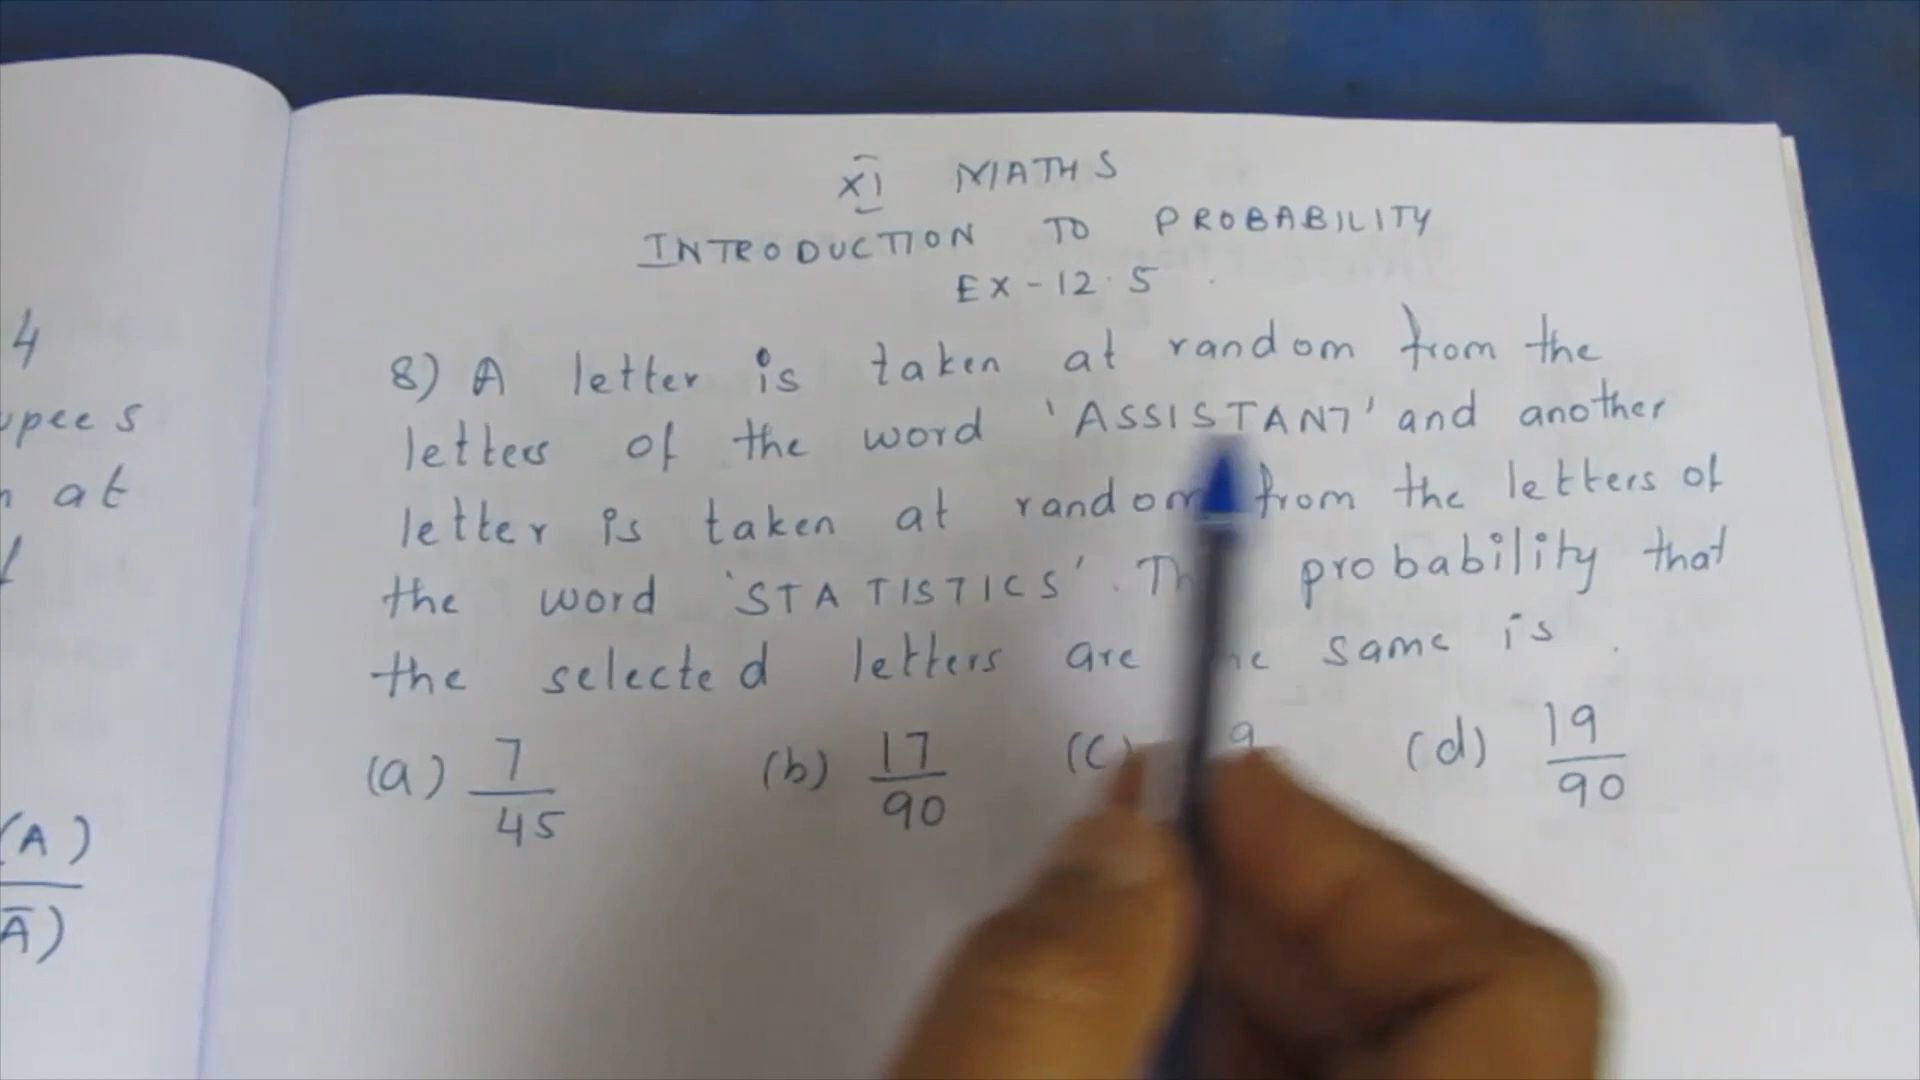 XI MATHS
INTRODUCTION TO PROBABILITY
EX-12.5
8) A letter is taken at random from the
letters of the word 'ASSISTANT' and another
letter is taken at random from the letters of
the word 'STATISTICS'. probability that
the selected letters are same is
(a) 7/45 (b) 17/90 (c) 9 (d) 19/90
4
at
(A)
Ā)